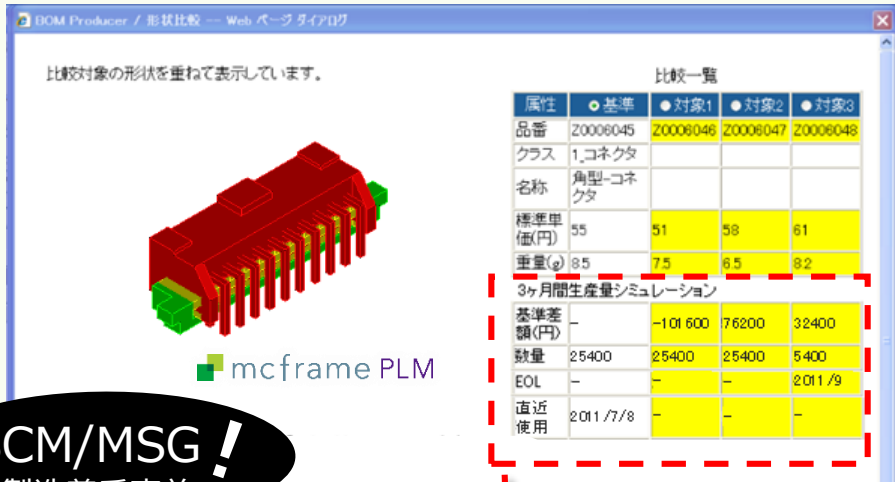 BOM Producer / 形状比較 -- Web ページ ダイアログ
比較対象の形状を重ねて表示しています。
比較一覧
属性 基準 対象1 対象2 対象3
品番 Z0006045 Z0006046 Z0006047 Z0006048
クラス 1_コネクタ
名称 角型-コネ
クタ
標準単
価(円) 55 51 58 61
重量(g) 8.5 7.5 6.5 8.2
3ヶ月間生産量シミュレーション
基準差
額(円) - -101600 76200 32400
数量 25400 25400 25400 5400
EOL - - - 2011/9
直近
使用 2011/7/8 - - -
mcframe PLM
CM/MSG!